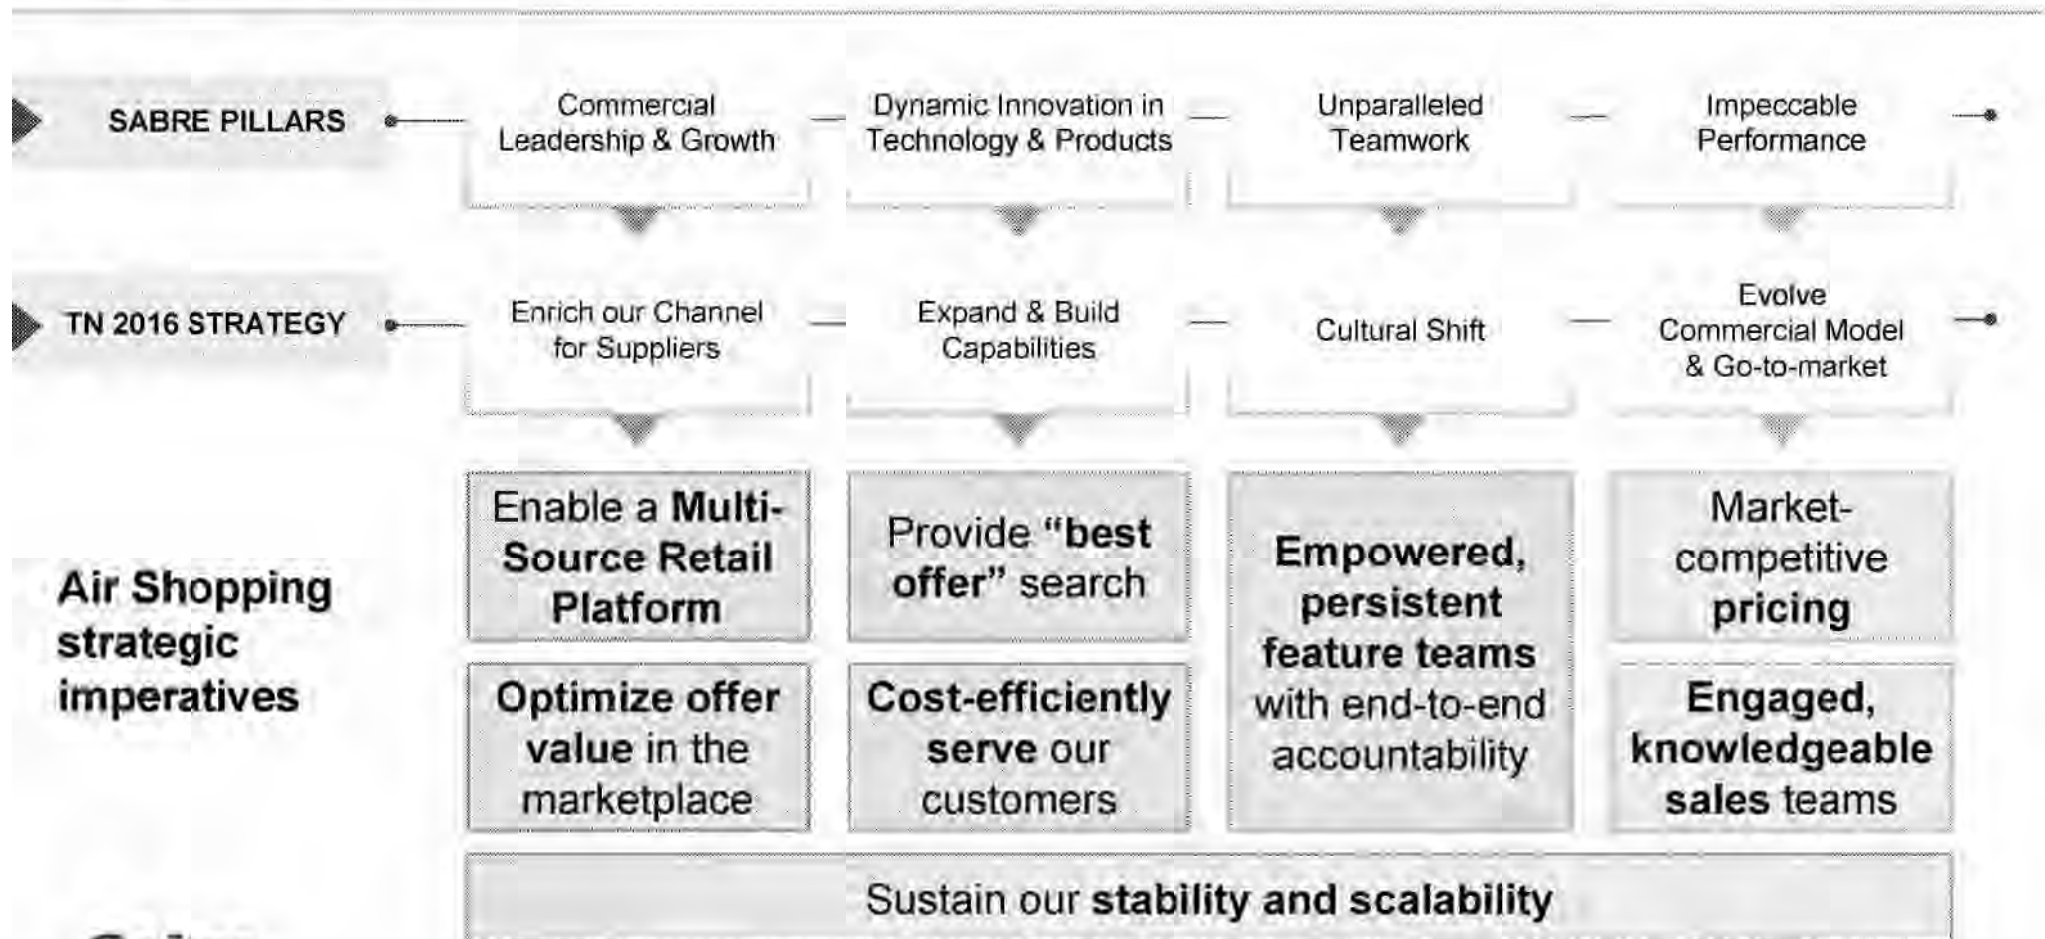 SABRE PILLARS
Commercial
Leadership & Growth
Dynamic Innovation in
Technology & Products
Unparalleled
Teamwork
Impeccable
Performance
TN 2016 STRATEGY
Enrich our Channel
for Suppliers
Expand & Build
Capabilities
Cultural Shift
Evolve
Commercial Model
& Go-to-market
Air Shopping
strategic
imperatives
Enable a Multi-
Source Retail
Platform
Provide “best
offer” search
Empowered,
persistent
feature teams
with end-to-end
accountability
Market-
competitive
pricing
Optimize offer
value in the
marketplace
Cost-efficiently
serve our
customers
Engaged,
knowledgeable
sales teams
Sustain our stability and scalability